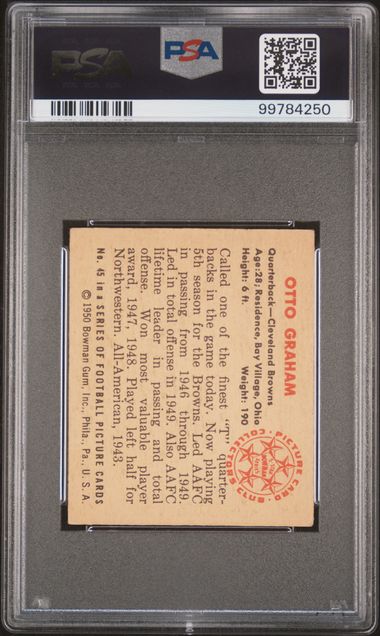 PSA
PSA
99784250
OTTO GRAHAM
Quarterback—Cleveland Browns
Age: 28; Residence, Bay Village, Ohio
Height: 6 ft. Weight: 190
Called one of the finest "T" quarter-
backs in the game today. Now playing
5th season for the Browns. Led AAFC
in passing from 1946 through 1949.
Led in total offense in 1949. Also AAFC
lifetime leader in passing and total
offense. Won most valuable player
award, 1947, 1948. Played left half for
Northwestern. All-American, 1943.
No. 45 in a SERIES OF FOOTBALL PICTURE CARDS
© 1950 Bowman Gum, Inc., Phila., Pa., U. S. A.
PICTURE CARD
COLLECTORS CLUB